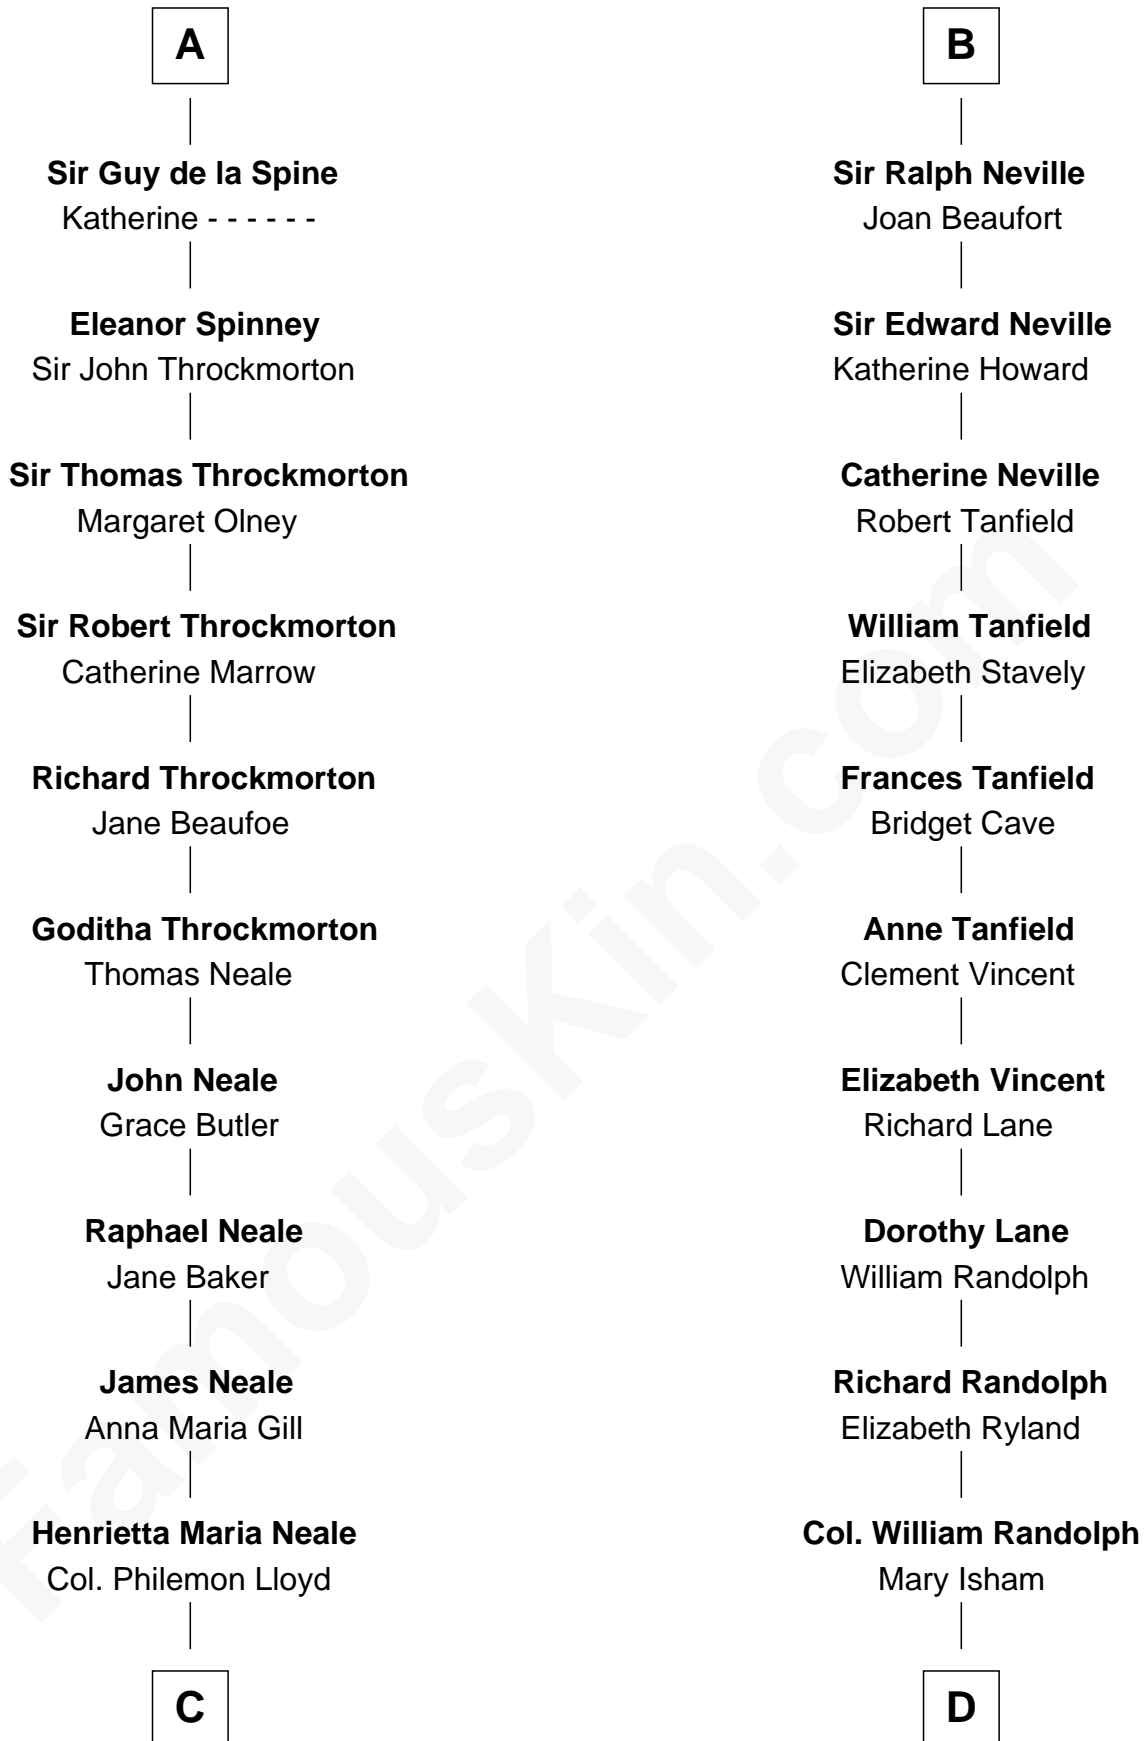 A
Sir Guy de la Spine
Katherine - - - - - -
Eleanor Spinney
Sir John Throckmorton
Sir Thomas Throckmorton
Margaret Olney
Sir Robert Throckmorton
Catherine Marrow
Richard Throckmorton
Jane Beaufoe
Goditha Throckmorton
Thomas Neale
John Neale
Grace Butler
Raphael Neale
Jane Baker
James Neale
Anna Maria Gill
Henrietta Maria Neale
Col. Philemon Lloyd
C
B
Sir Ralph Neville
Joan Beaufort
Sir Edward Neville
Katherine Howard
Catherine Neville
Robert Tanfield
William Tanfield
Elizabeth Stavely
Frances Tanfield
Bridget Cave
Anne Tanfield
Clement Vincent
Elizabeth Vincent
Richard Lane
Dorothy Lane
William Randolph
Richard Randolph
Elizabeth Ryland
Col. William Randolph
Mary Isham
D
FamousKin.com